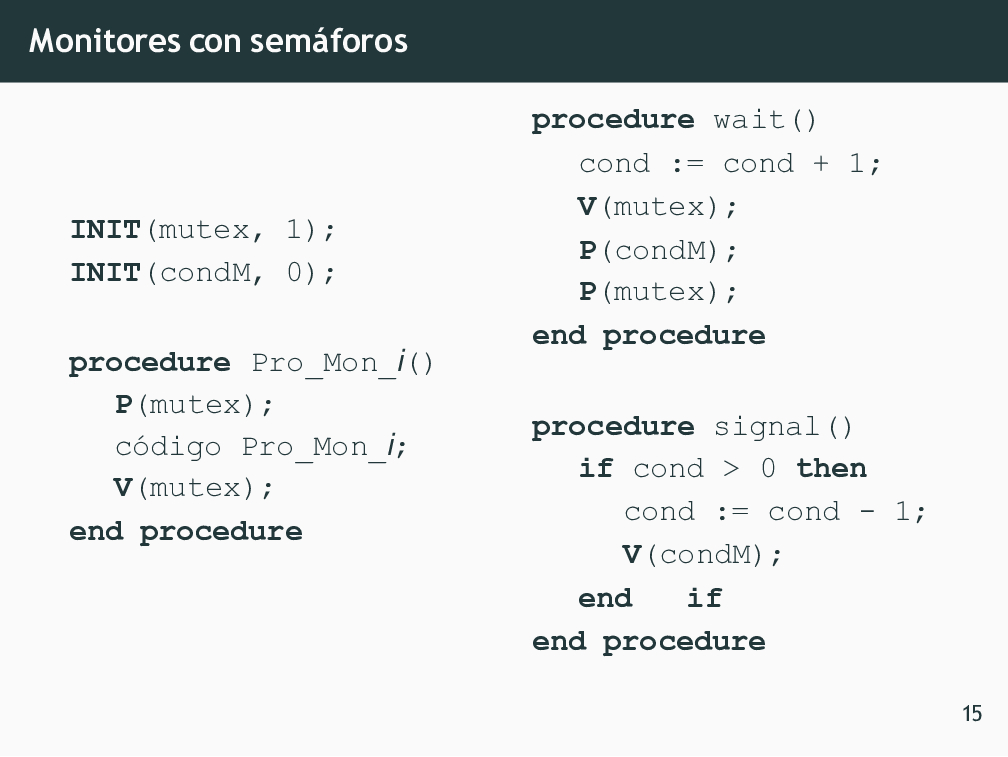 Monitores con semáforos
INIT(mutex, 1);
INIT(condM, 0);
procedure Pro_Mon_i()
P(mutex);
código Pro_Mon_i;
V(mutex);
end procedure
procedure wait()
cond := cond + 1;
V(mutex);
P(condM);
P(mutex);
end procedure
procedure signal()
if cond > 0 then
cond := cond - 1;
V(condM);
end if
end procedure
15